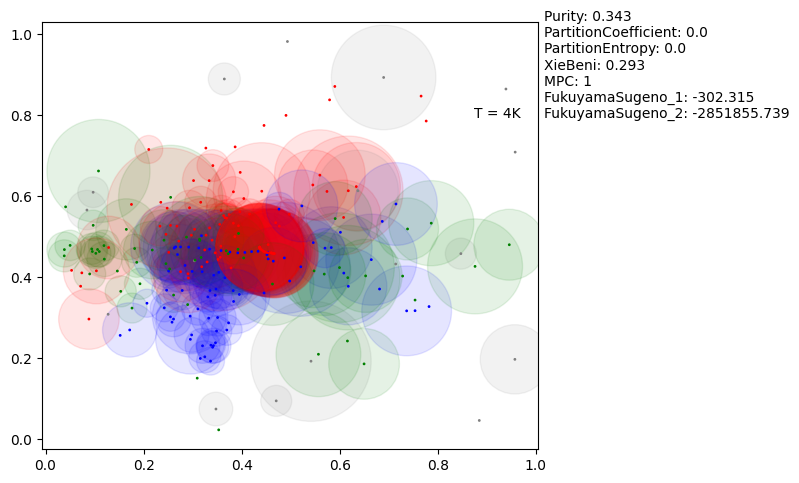 Purity: 0.343
PartitionCoefficient: 0.0
PartitionEntropy: 0.0
XieBeni: 0.293
MPC: 1
FukuyamaSugeno_1: -302.315
FukuyamaSugeno_2: -2851855.739
T = 4K
1.0
0.8
0.6
0.4
0.2
0.0
0.0 0.2 0.4 0.6 0.8 1.0